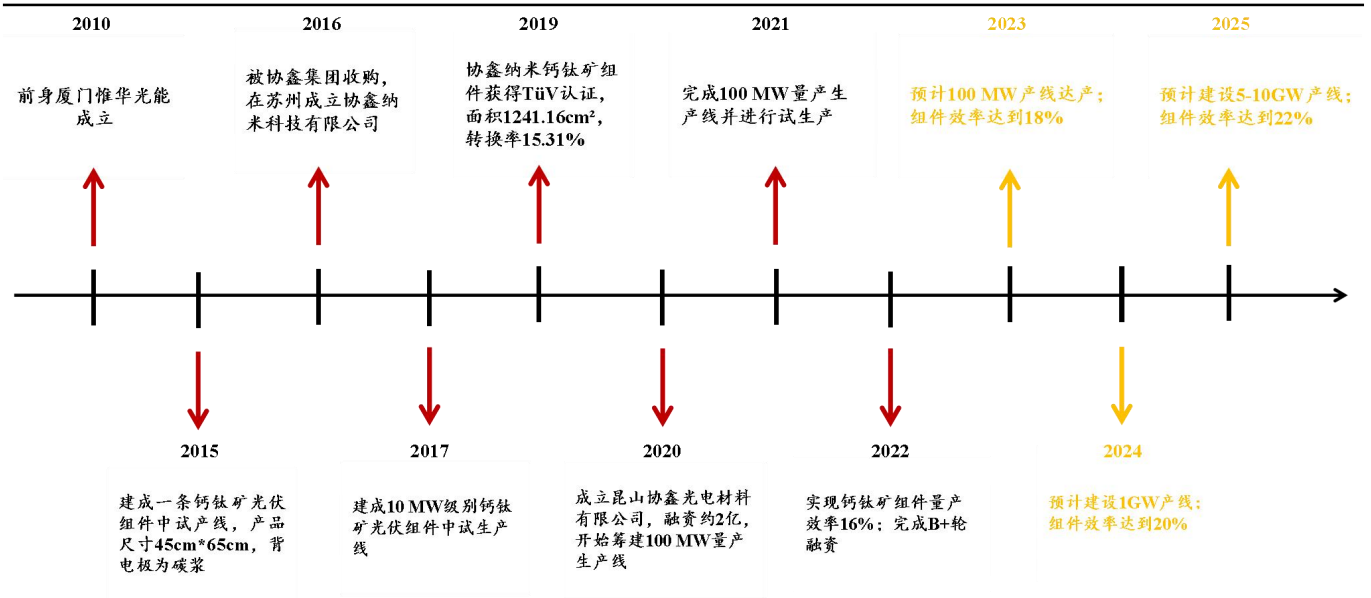 2010
2016
2019
2021
2023
2025
前身厦门惟华光能
成立
被协鑫集团收购，
在苏州成立协鑫纳
米科技有限公司
协鑫纳米钙钛矿组
件获得TüV认证，
面积1241.16cm²，
转换率15.31%
完成100 MW量产生
产线并进行试生产
预计100 MW产线达产；
组件效率达到18%
预计建设5-10GW产线；
组件效率达到22%
2015
2017
2020
2022
2024
建成一条钙钛矿光伏
组件中试产线，产品
尺寸45cm*65cm，背
电极为碳浆
建成10 MW级别钙钛
矿光伏组件中试生产
线
成立昆山协鑫光电材料
有限公司，融资约2亿，
开始筹建100 MW量产
生产线
实现钙钛矿组件量产
效率16%；完成B+轮
融资
预计建设1GW产线；
组件效率达到20%